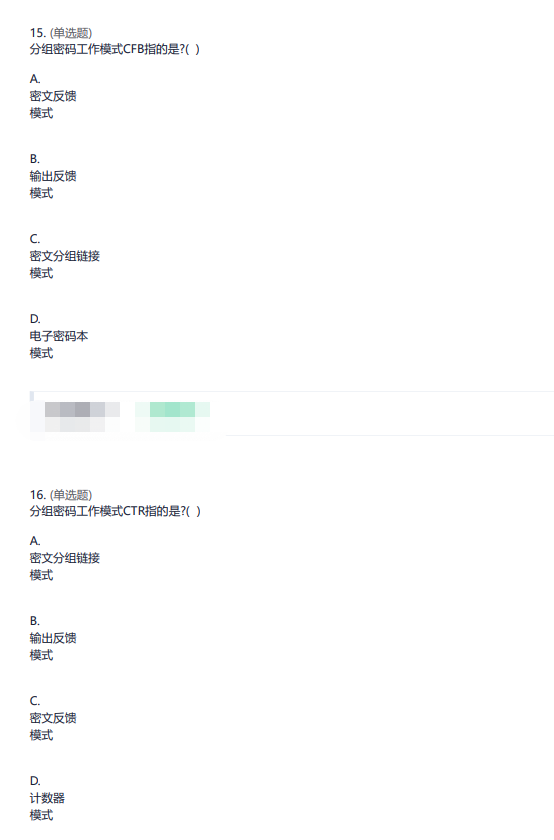 15. (单选题)
分组密码工作模式CFB指的是?(  )
A.
密文反馈
模式
B.
输出反馈
模式
C.
密文分组链接
模式
D.
电子密码本
模式
16. (单选题)
分组密码工作模式CTR指的是?(  )
A.
密文分组链接
模式
B.
输出反馈
模式
C.
密文反馈
模式
D.
计数器
模式